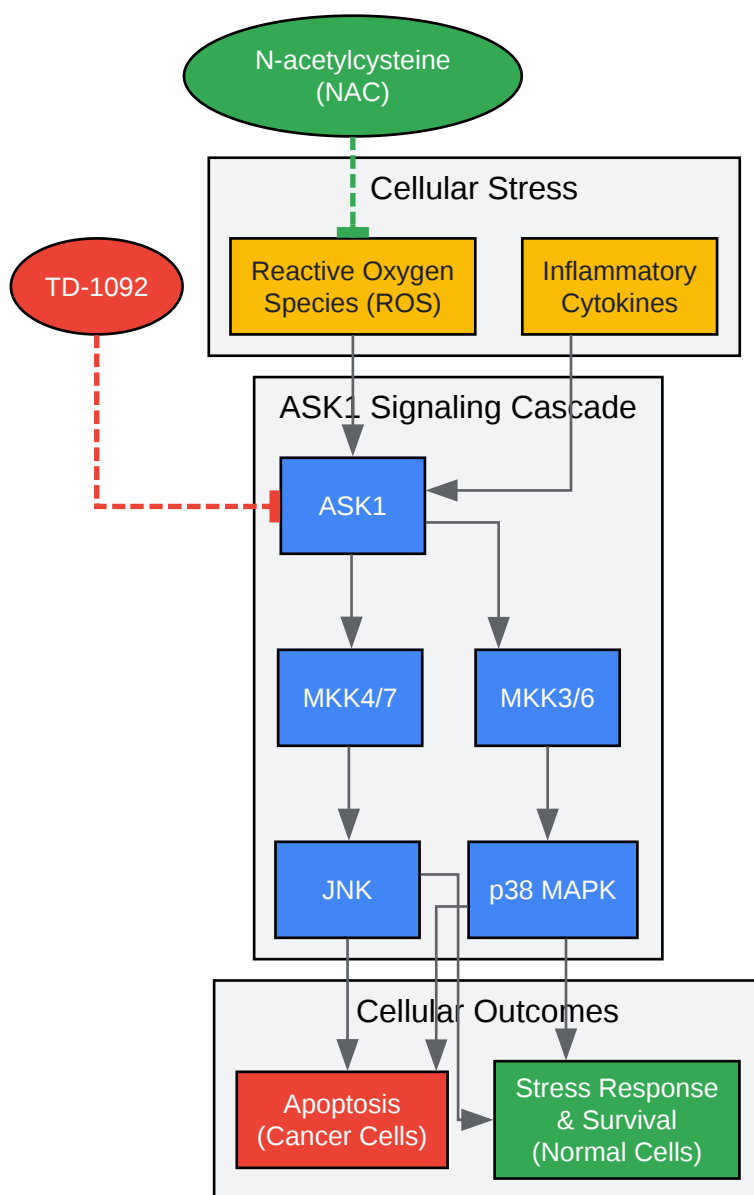 N-acetylcysteine
(NAC)
Cellular Stress
TD-1092
Reactive Oxygen
Species (ROS)
Inflammatory
Cytokines
ASK1 Signaling Cascade
ASK1
MKK4/7
MKK3/6
JNK
p38 MAPK
Cellular Outcomes
Apoptosis
(Cancer Cells)
Stress Response
& Survival
(Normal Cells)